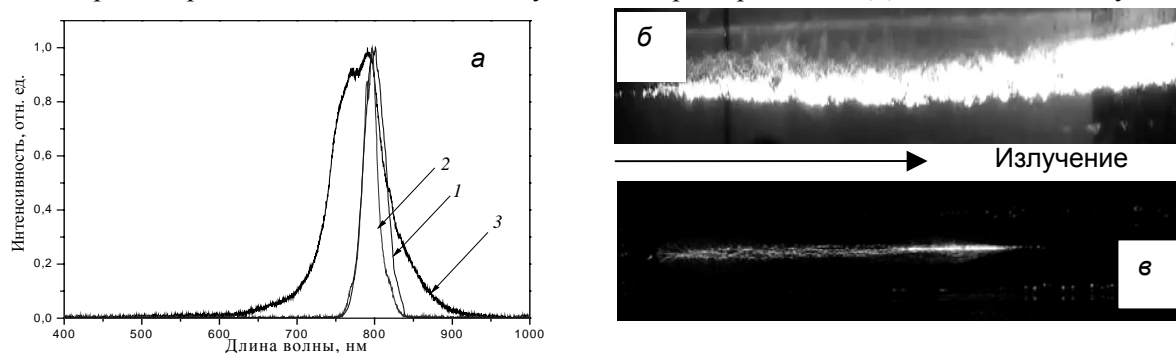 а
1,0
0,8
0,6
0,4
0,2
0,0
Интенсивность, отн. ед.
2
1
3
400 500 600 700 800 900 1000
Длина волны, нм
б
Излучение
в